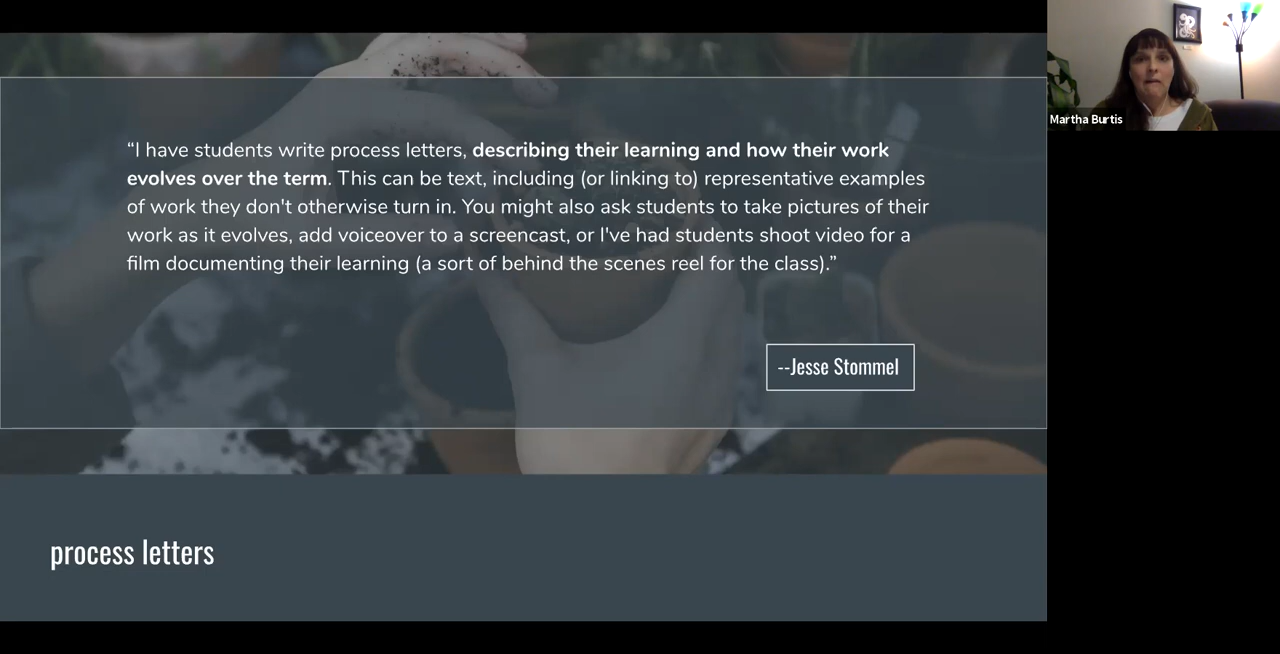 “I have students write process letters, describing their learning and how their work
evolves over the term. This can be text, including (or linking to) representative examples
of work they don't otherwise turn in. You might also ask students to take pictures of their
work as it evolves, add voiceover to a screencast, or I've had students shoot video for a
film documenting their learning (a sort of behind the scenes reel for the class).”
--Jesse Stommel
process letters
Martha Burtis